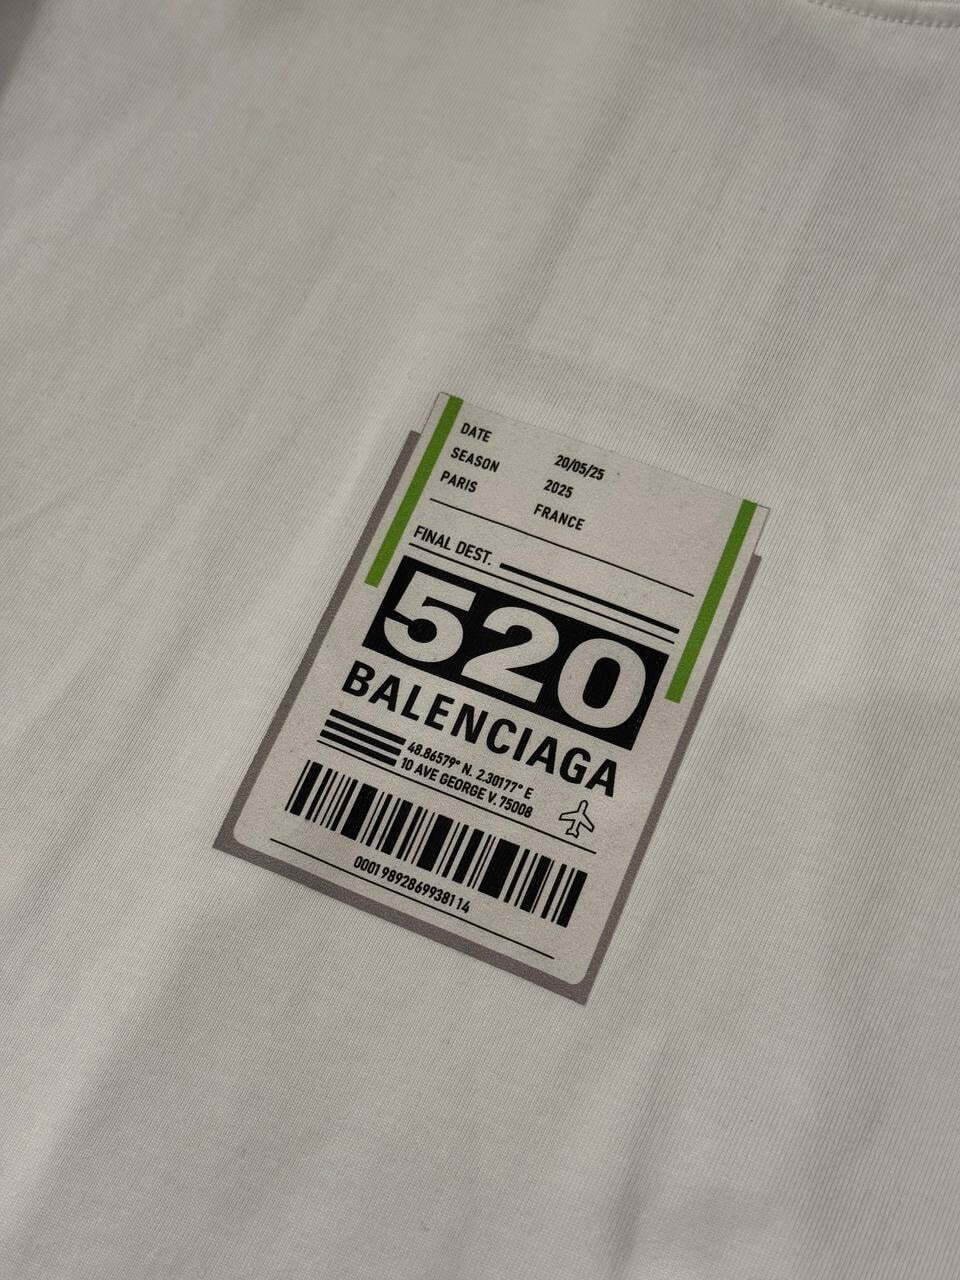 DATE 20/05/25
SEASON 2025
PARIS FRANCE
FINAL DEST.
520
BALENCIAGA
48.86579° N. 2.30177° E
10 AVE GEORGE V. 75008
00019892869938114